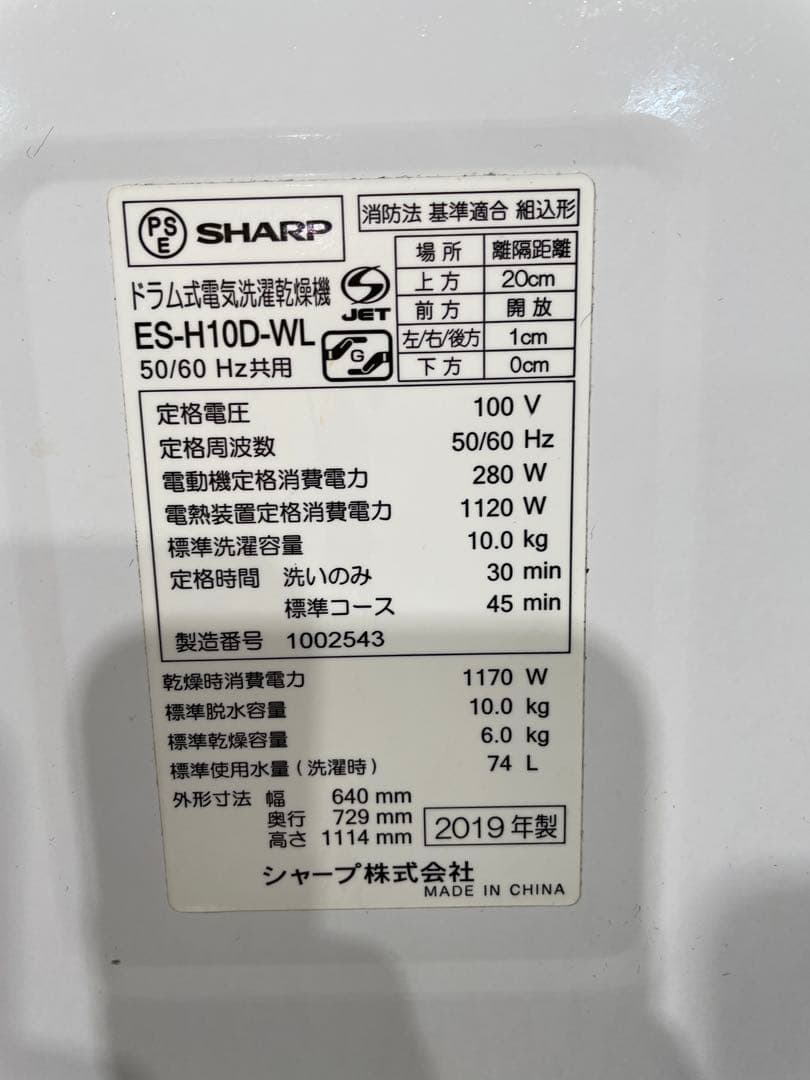 PS
E
SHARP
消防法 基準適合 組込形
場所 離隔距離
上方 20cm
前方 開放
左/右/後方 1cm
下方 0cm
ドラム式電気洗濯乾燥機
S
JET
ES-H10D-WL
G
50/60 Hz共用
定格電圧 100 V
定格周波数 50/60 Hz
電動機定格消費電力 280 W
電熱装置定格消費電力 1120 W
標準洗濯容量 10.0 kg
定格時間 洗いのみ 30 min
標準コース 45 min
製造番号 1002543
乾燥時消費電力 1170 W
標準脱水容量 10.0 kg
標準乾燥容量 6.0 kg
標準使用水量(洗濯時) 74 L
外形寸法 幅 640 mm
奥行 729 mm
高さ 1114 mm
2019年製
シャープ株式会社
MADE IN CHINA